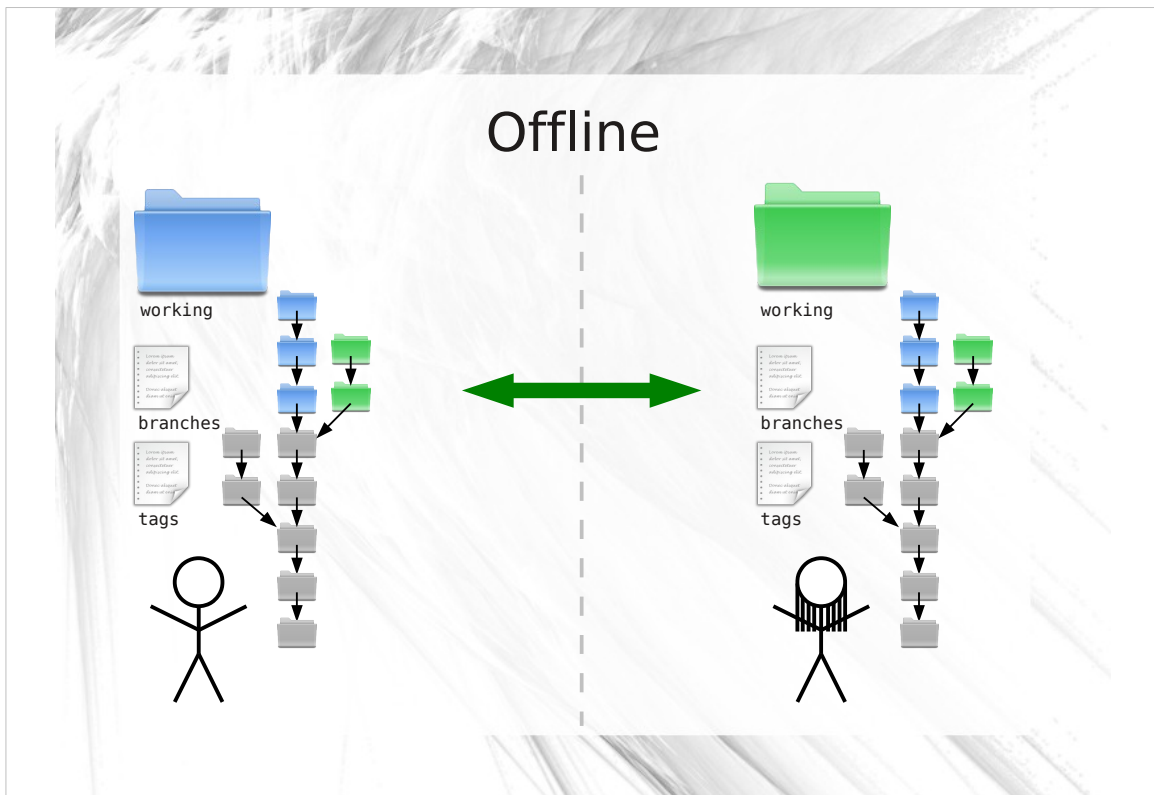 Offline
working
branches
tags
working
branches
tags